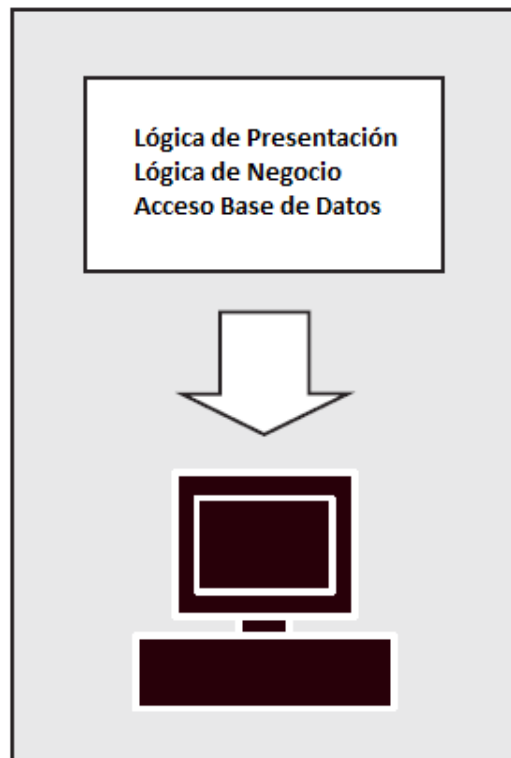 Lógica de Presentación
Lógica de Negocio
Acceso Base de Datos